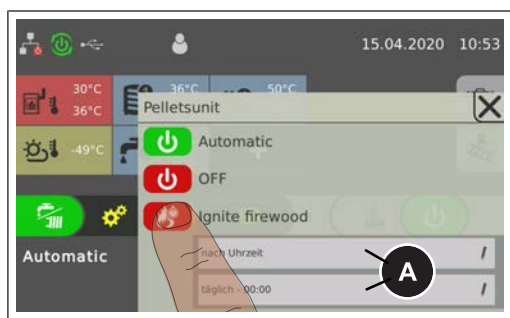 15.04.2020 10:53
30°C 36°C 50°C
Pelletsunit
36°C
Automatic
-49°C
OFF
Ignite firewood
Automatic
nach Uhrzeit
A
täglich - 00:00